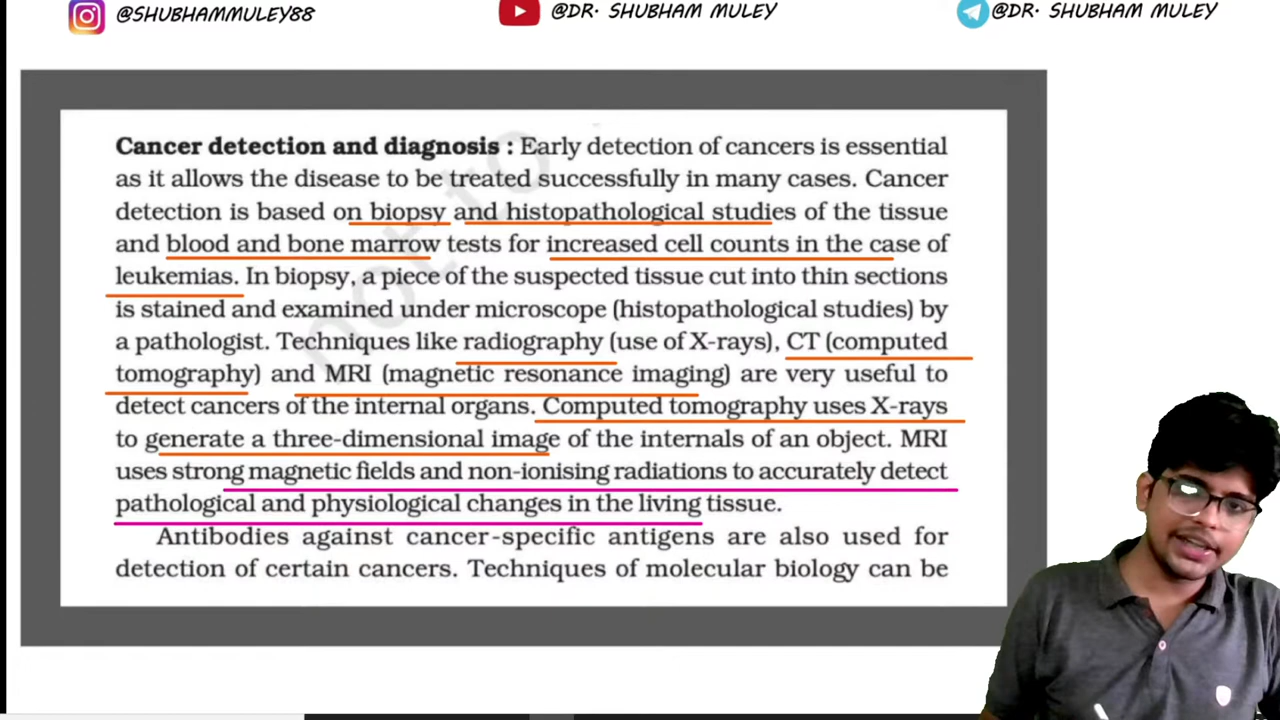 @SHUBHAMMULEY88 @DR. SHUBHAM MULEY @DR. SHUBHAM MULEY
Cancer detection and diagnosis : Early detection of cancers is essential
as it allows the disease to be treated successfully in many cases. Cancer
detection is based on biopsy and histopathological studies of the tissue
and blood and bone marrow tests for increased cell counts in the case of
leukemias. In biopsy, a piece of the suspected tissue cut into thin sections
is stained and examined under microscope (histopathological studies) by
a pathologist. Techniques like radiography (use of X-rays), CT (computed
tomography) and MRI (magnetic resonance imaging) are very useful to
detect cancers of the internal organs. Computed tomography uses X-rays
to generate a three-dimensional image of the internals of an object. MRI
uses strong magnetic fields and non-ionising radiations to accurately detect
pathological and physiological changes in the living tissue.
Antibodies against cancer-specific antigens are also used for
detection of certain cancers. Techniques of molecular biology can be
not to